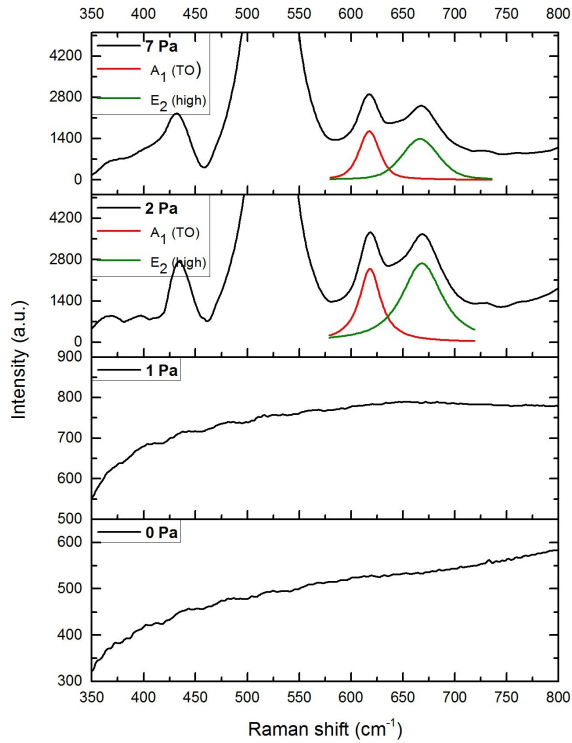 350 400 450 500 550 600 650 700 750 800
4200
2800
1400
0
7 Pa
A1 (TO)
E2 (high)
4200
2800
1400
0
2 Pa
A1 (TO)
E2 (high)
900
800
700
600
500
1 Pa
600
500
400
300
0 Pa
350 400 450 500 550 600 650 700 750 800
Intensity (a.u.)
Raman shift (cm-1)